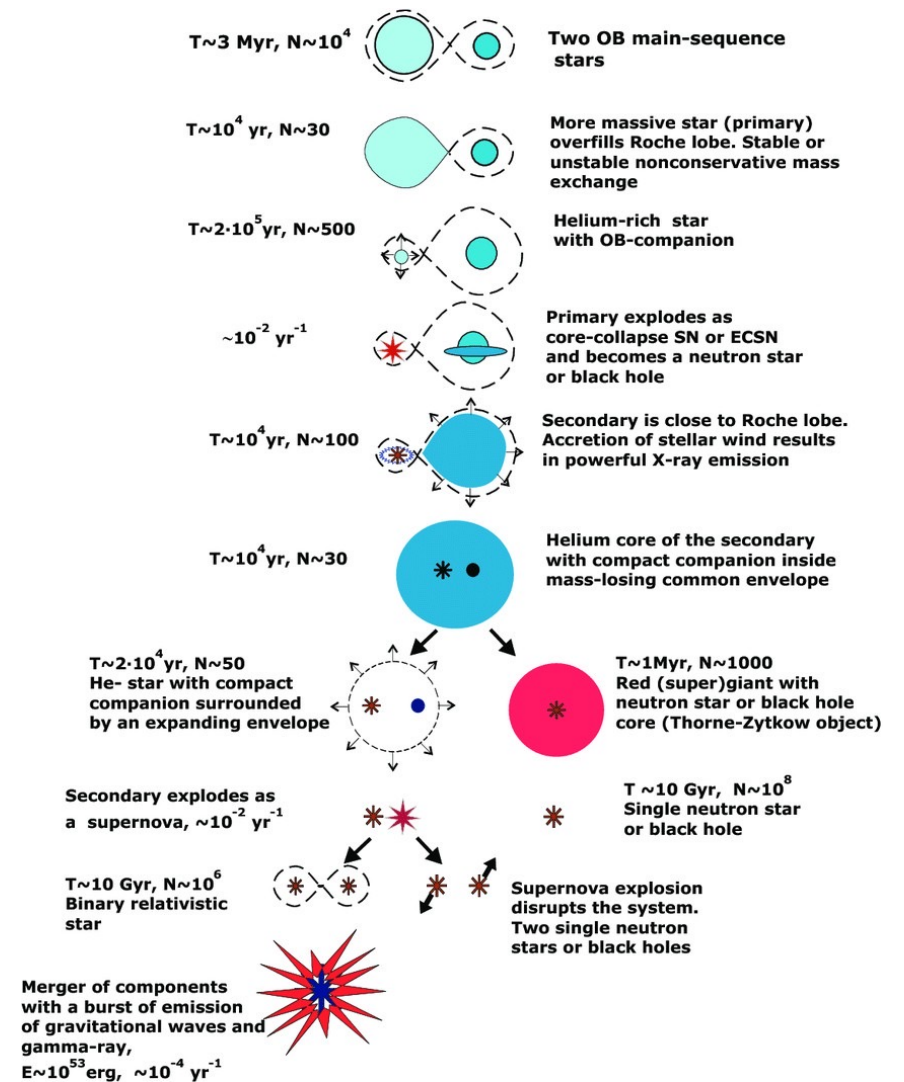 T~3 Myr, N~10^4
Two OB main-sequence
stars
T~10^4 yr, N~30
More massive star (primary)
overfills Roche lobe. Stable or
unstable nonconservative mass
exchange
T~2·10^5yr, N~500
Helium-rich star
with OB-companion
~10^-2 yr^-1
Primary explodes as
core-collapse SN or ECSN
and becomes a neutron star
or black hole
T~10^4yr, N~100
Secondary is close to Roche lobe.
Accretion of stellar wind results
in powerful X-ray emission
T~10^4yr, N~30
Helium core of the secondary
with compact companion inside
mass-losing common envelope
T~2·10^4yr, N~50
He- star with compact
companion surrounded
by an expanding envelope
T~1Myr, N~1000
Red (super)giant with
neutron star or black hole
core (Thorne-Zytkow object)
Secondary explodes as
a supernova, ~10^-2 yr^-1
T ~10 Gyr, N~10^8
Single neutron star
or black hole
T~10 Gyr, N~10^6
Binary relativistic
star
Supernova explosion
disrupts the system.
Two single neutron
stars or black holes
Merger of components
with a burst of emission
of gravitational waves and
gamma-ray,
E~10^53erg, ~10^-4 yr^-1